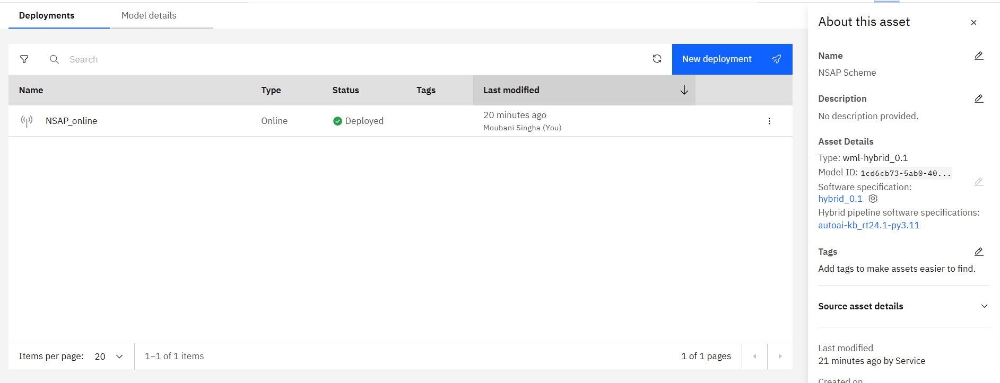 Deployments
Model details
Search
New deployment
Name
Type
Status
Tags
Last modified
NSAP_online
Online
Deployed
20 minutes ago
Moubani Singha (You)
Items per page: 20
1–1 of 1 items
1 of 1 pages
About this asset
Name
NSAP Scheme
Description
No description provided.
Asset Details
Type: wml-hybrid_0.1
Model ID: 1cd6cb73-5ab0-40...
Software specification:
hybrid_0.1
Hybrid pipeline software specifications:
autoai-kb_rt24.1-py3.11
Tags
Add tags to make assets easier to find.
Source asset details
Last modified
21 minutes ago by Service
Created on